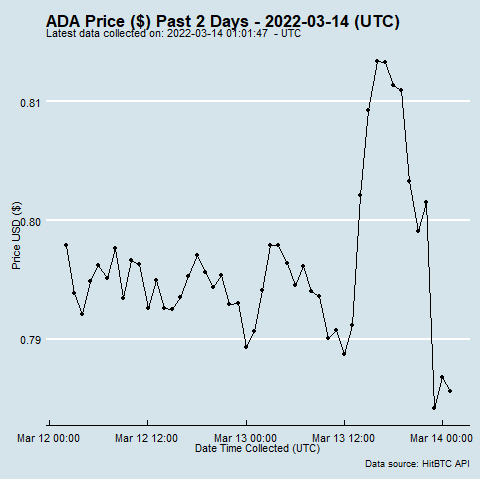 ADA Price ($) Past 2 Days - 2022-03-14 (UTC)
Latest data collected on: 2022-03-14 01:01:47  - UTC
0.81
0.80
0.79
Price USD ($)
Mar 12 00:00
Mar 12 12:00
Mar 13 00:00
Mar 13 12:00
Mar 14 00:00
Date Time Collected (UTC)
Data source: HitBTC API